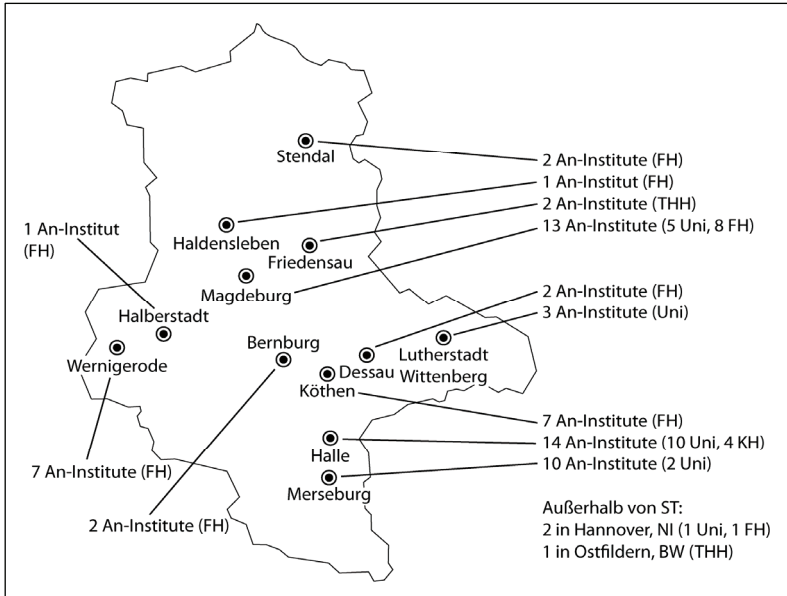 Stendal
2 An-Institute (FH)
1 An-Institut (FH)
2 An-Institute (THH)
13 An-Institute (5 Uni, 8 FH)
1 An-Institut
(FH)
Haldensleben
Friedensau
Magdeburg
2 An-Institute (FH)
3 An-Institute (Uni)
Halberstadt
Wernigerode
Bernburg
Dessau
Lutherstadt
Wittenberg
Köthen
7 An-Institute (FH)
14 An-Institute (10 Uni, 4 KH)
10 An-Institute (2 Uni)
Halle
Merseburg
7 An-Institute (FH)
2 An-Institute (FH)
Außerhalb von ST:
2 in Hannover, NI (1 Uni, 1 FH)
1 in Ostfildern, BW (THH)